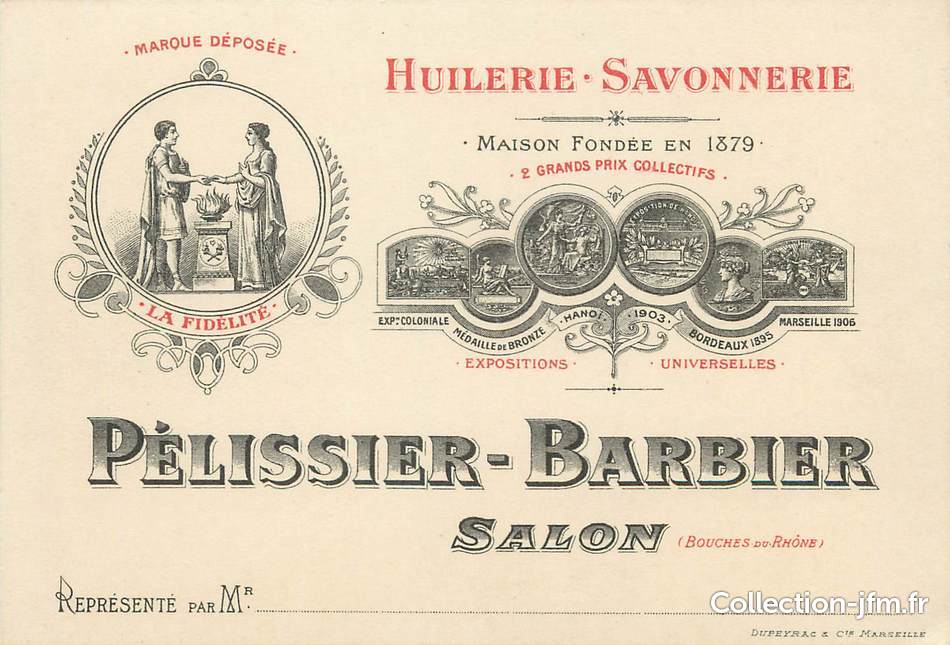 · MARQUE DÉPOSÉE ·
· LA FIDÉLITÉ ·
HUILERIE · SAVONNERIE
· MAISON FONDÉE EN 1879 ·
· 2 GRANDS PRIX COLLECTIFS ·
EXPON COLONIALE
MÉDAILLE DE BRONZE
· HANOÏ · 1903 ·
BORDEAUX 1895
MARSEILLE 1906
· EXPOSITIONS · UNIVERSELLES ·
PÉLISSIER-BARBIER
SALON (BOUCHES-DU-RHÔNE)
REPRÉSENTÉ PAR MR.
Collection-jfm.fr
DUPEYRAC & CIE MARSEILLE